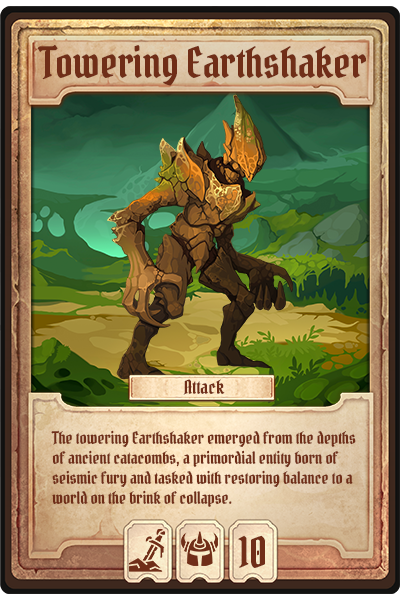 Towering Earthshaker
Attack
The towering Earthshaker emerged from the depths
of ancient catacombs, a primordial entity born of
seismic fury and tasked with restoring balance to a
world on the brink of collapse.
10